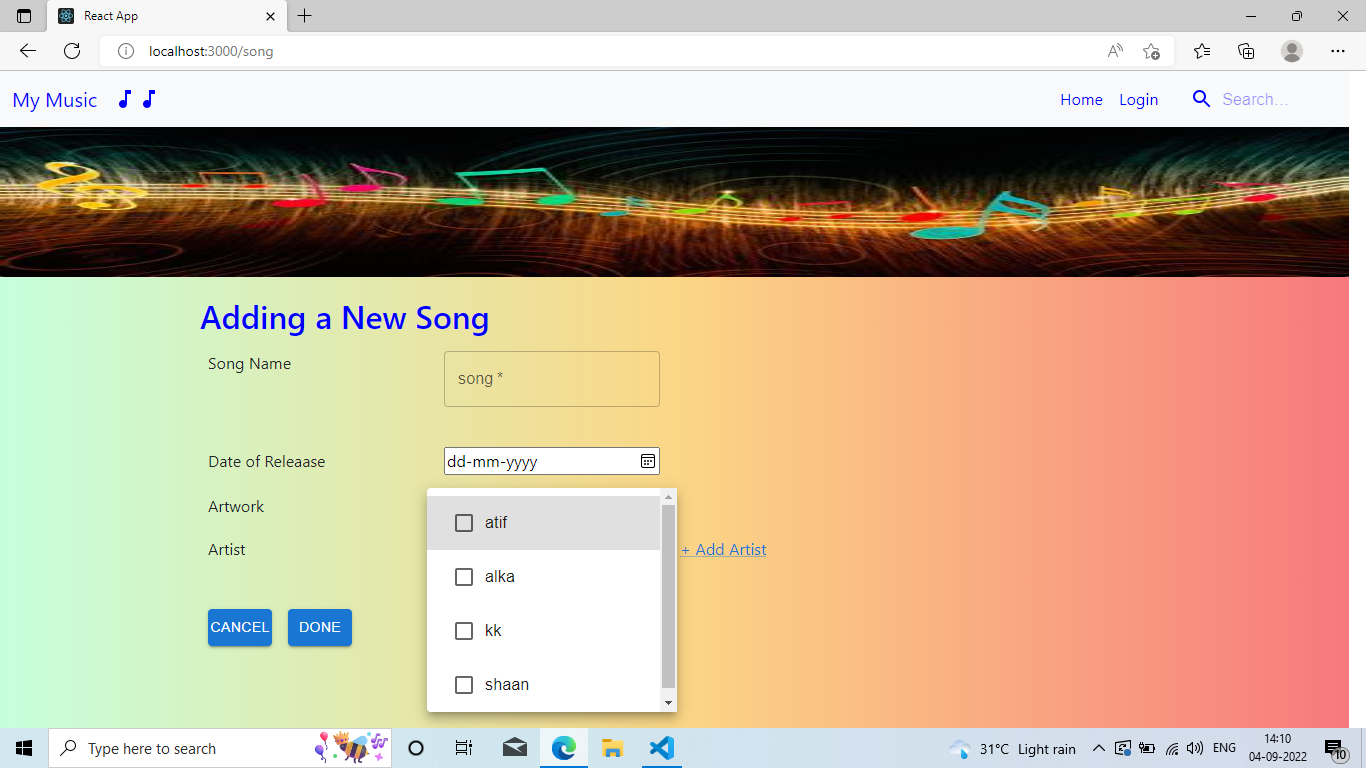 React App
localhost:3000/song
My Music
Home Login Search...
Adding a New Song
Song Name
song *
Date of Releaase
dd-mm-yyyy
Artwork
atif
Artist
+ Add Artist
alka
CANCEL DONE
kk
shaan
Type here to search
31°C Light rain
ENG
14:10
04-09-2022
10